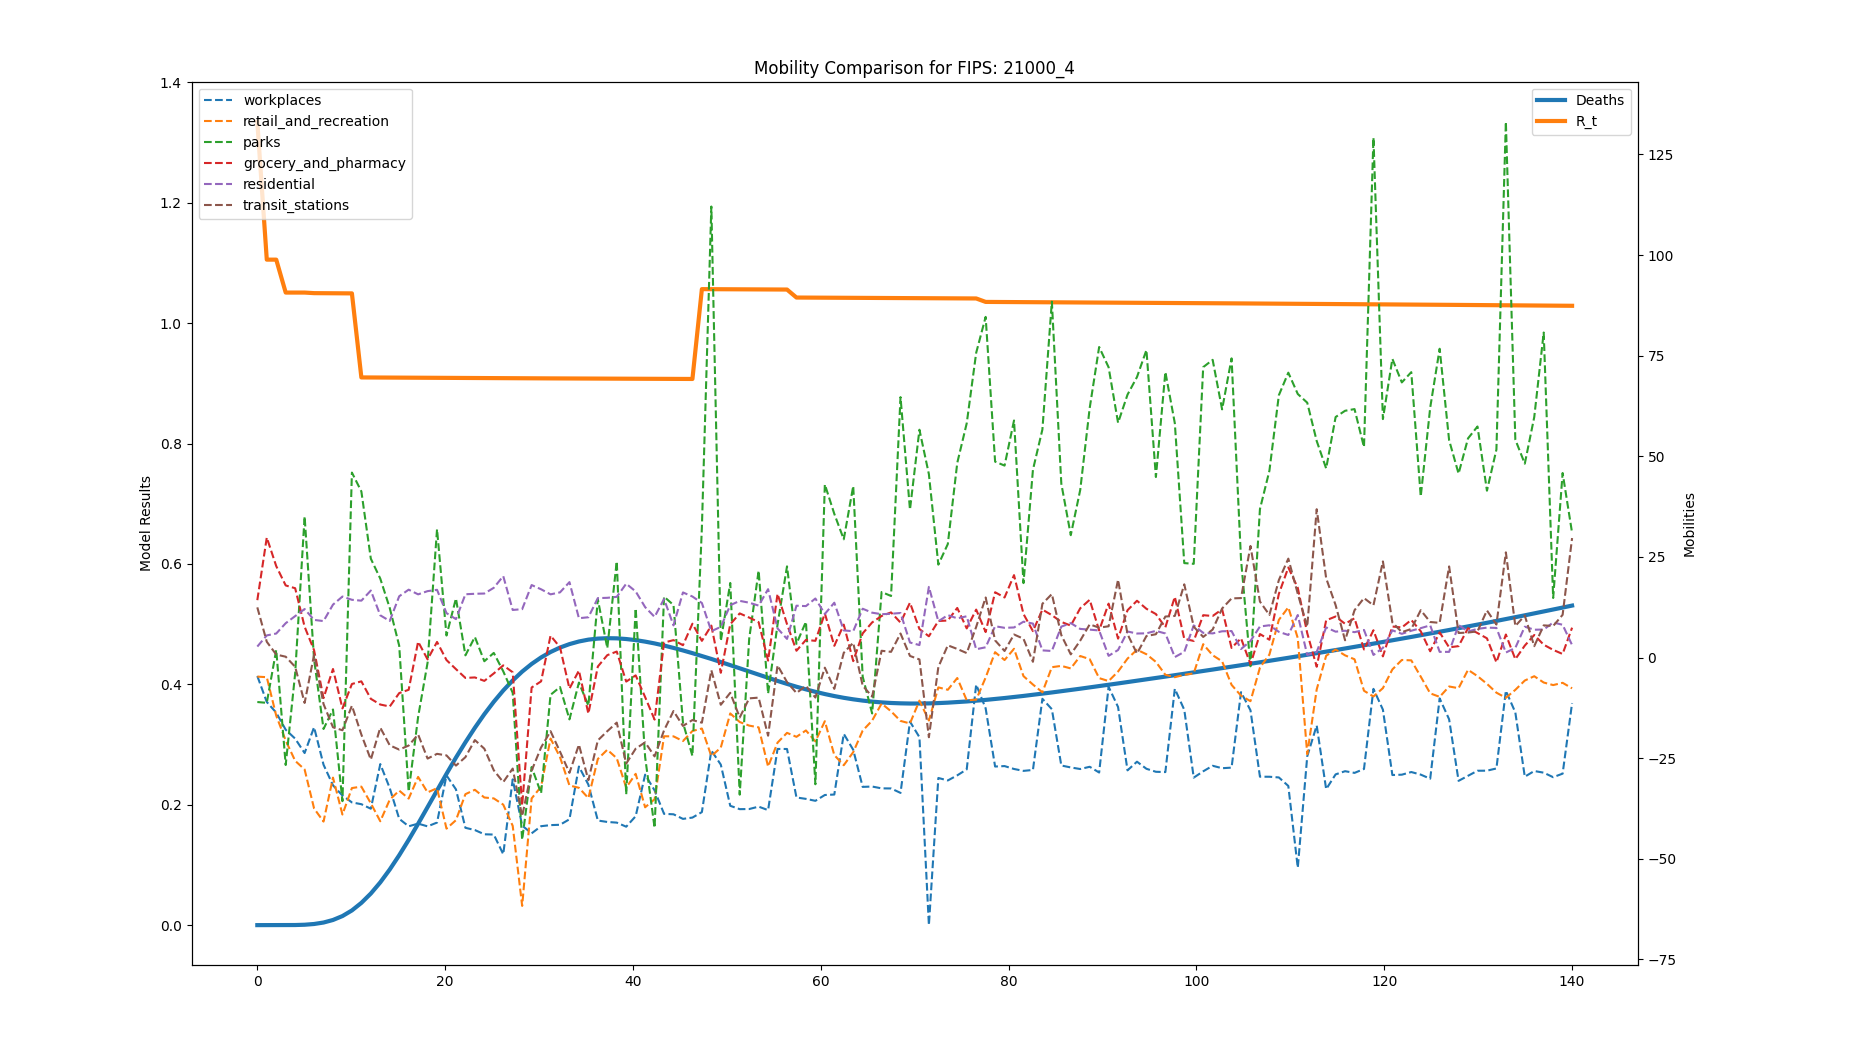 Mobility Comparison for FIPS: 21000_4
workplaces
retail_and_recreation
parks
grocery_and_pharmacy
residential
transit_stations
Deaths
R_t
1.4
1.2
1.0
0.8
0.6
0.4
0.2
0.0
Model Results
125
100
75
50
25
0
−25
−50
−75
Mobilities
0 20 40 60 80 100 120 140